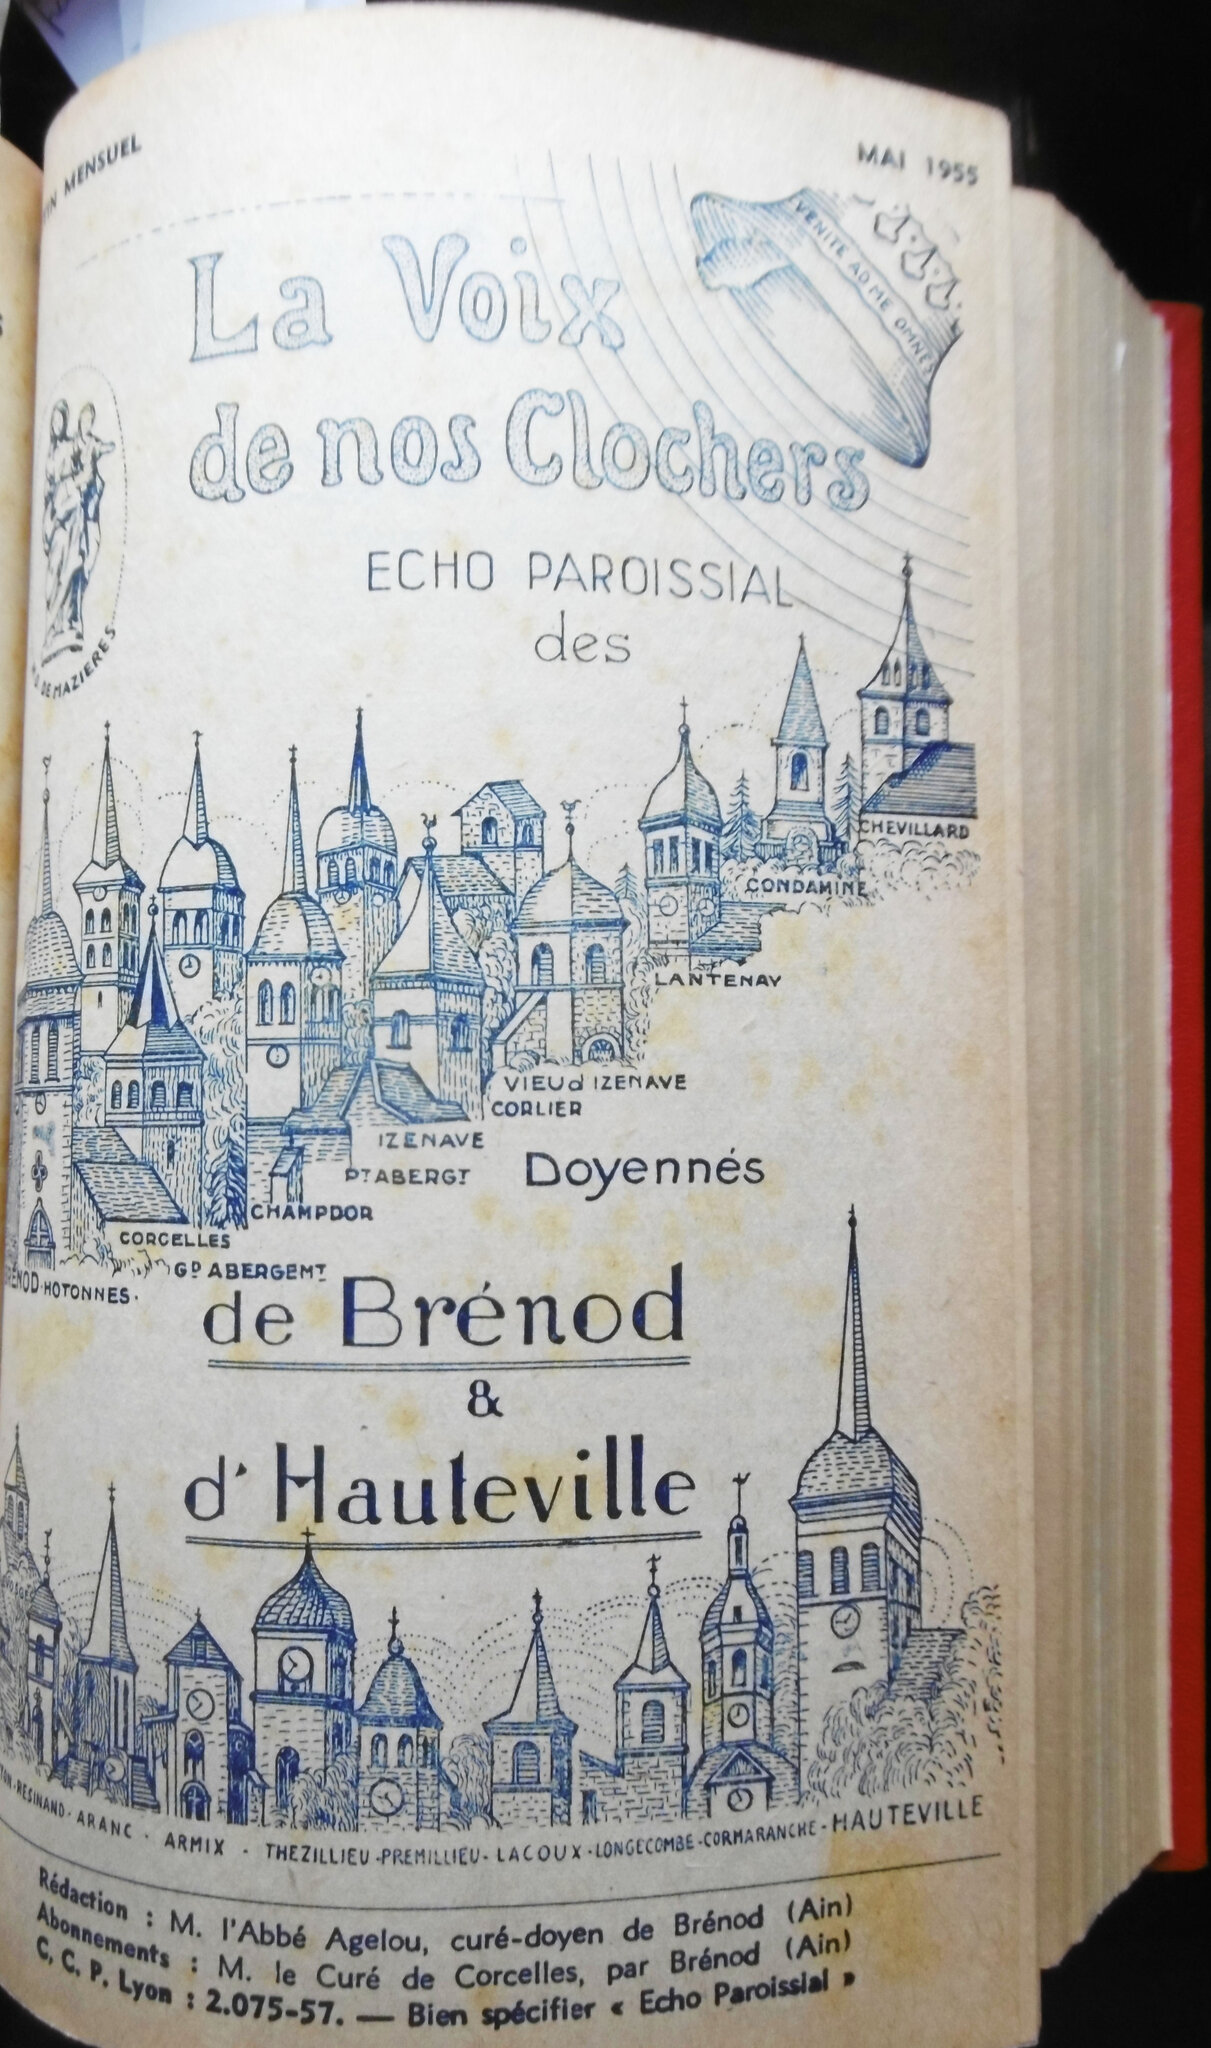 MENSUEL
MAI 1955
La Voix
de nos Clochers
VENITE AD ME OMNES
ECHO PAROISSIAL
des
DE MAZIERES
CHEVILLARD
CONDAMINE
LANTENAY
VIEU d IZENAVE
CORLIER
IZENAVE
PT ABERGT
Doyennés
CHAMPDOR
CORCELLES
GD ABERGEMT
HOTONNES.
de Brénod
&
d'Hauteville
RESINAND - ARANC - ARMIX - THEZILLIEU - PREMILLIEU - LACOUX - LONGECOMBE - CORMARANCHE - HAUTEVILLE
Rédaction : M. l'Abbé Agelou, curé-doyen de Brénod (Ain)
Abonnements : M. le Curé de Corcelles, par Brénod (Ain)
C. C. P. Lyon : 2.075-57. — Bien spécifier « Echo Paroissial »